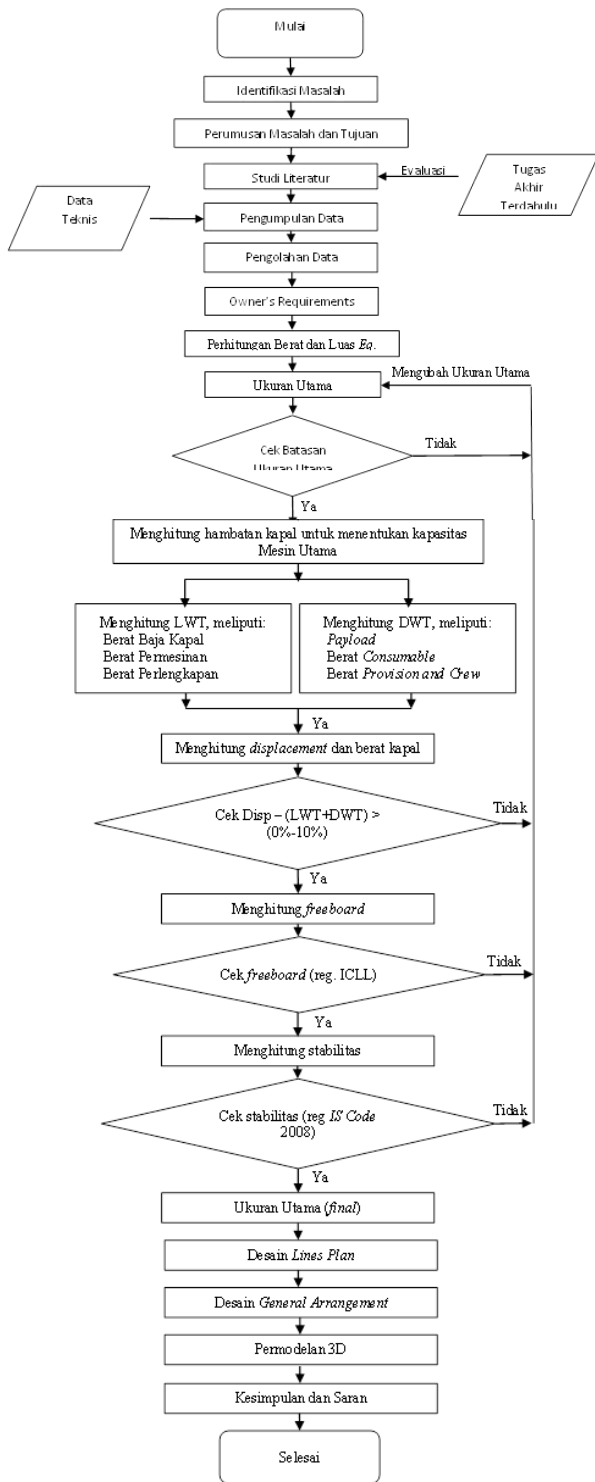 Mulai
Identifikasi Masalah
Perumusan Masalah dan Tujuan
Studi Literatur
Evaluasi
Tugas
Akhir
Terdahulu
Data
Teknis
Pengumpulan Data
Pengolahan Data
Owner's Requirements
Perhitungan Berat dan Luas Eq.
Ukuran Utama
Mengubah Ukuran Utama
Cek Batasan
Ukuran Utama
Tidak
Ya
Menghitung hambatan kapal untuk menentukan kapasitas
Mesin Utama
Menghitung LWT, meliputi:
Berat Baja Kapal
Berat Permesinan
Berat Perlengkapan
Menghitung DWT, meliputi:
Payload
Berat Consumable
Berat Provision and Crew
Ya
Menghitung displacement dan berat kapal
Cek Disp – (LWT+DWT) >
(0%-10%)
Tidak
Ya
Menghitung freeboard
Cek freeboard (reg. ICLL)
Tidak
Ya
Menghitung stabilitas
Cek stabilitas (reg IS Code
2008)
Tidak
Ya
Ukuran Utama (final)
Desain Lines Plan
Desain General Arrangement
Permodelan 3D
Kesimpulan dan Saran
Selesai